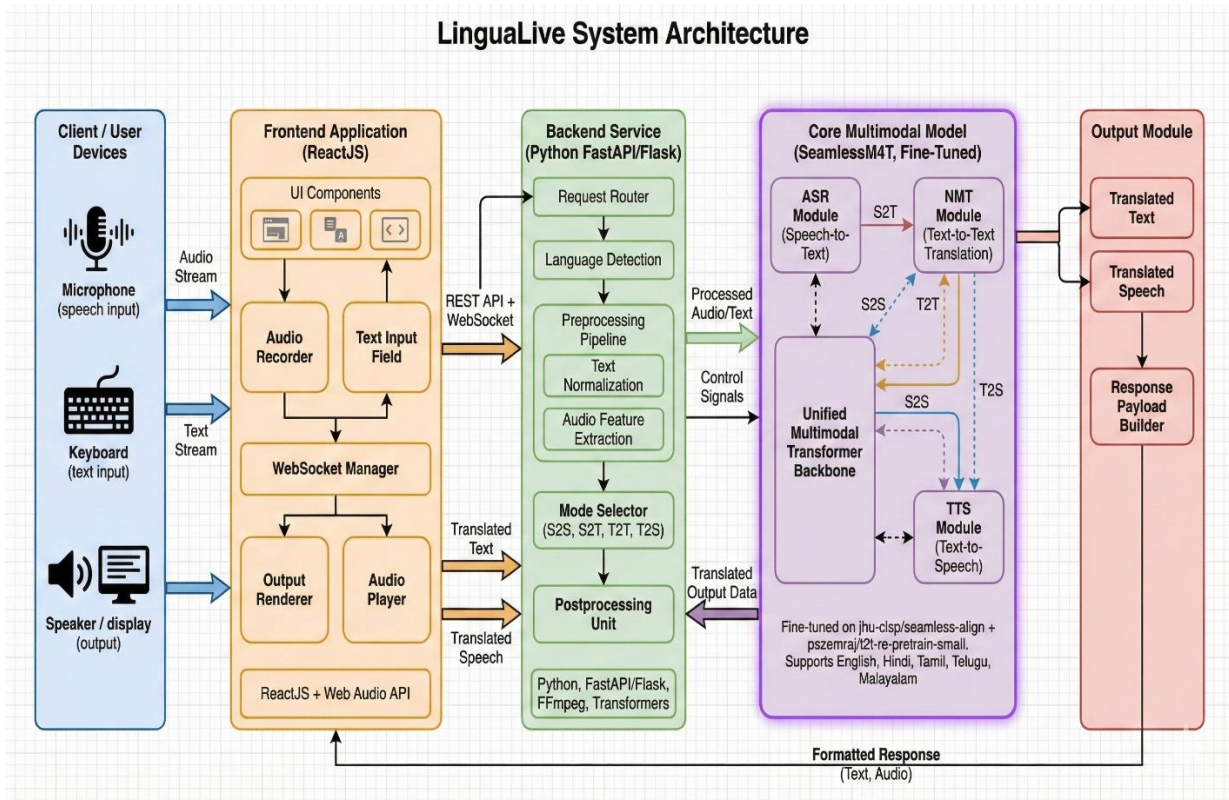 LinguaLive System Architecture
Client / User
Devices
Microphone
(speech input)
Keyboard
(text input)
Speaker / display
(output)
Audio
Stream
Text
Stream
Frontend Application
(ReactJS)
UI Components
A
Audio
Recorder
Text Input
Field
WebSocket Manager
Output
Renderer
Audio
Player
ReactJS + Web Audio API
REST API +
WebSocket
Translated
Text
Translated
Speech
Backend Service
(Python FastAPI/Flask)
Request Router
Language Detection
Preprocessing
Pipeline
Text
Normalization
Audio Feature
Extraction
Mode Selector
(S2S, S2T, T2T, T2S)
Postprocessing
Unit
Python, FastAPI/Flask,
FFmpeg, Transformers
Processed
Audio/Text
Control
Signals
Translated
Output Data
Core Multimodal Model
(SeamlessM4T, Fine-Tuned)
ASR
Module
(Speech-to-
Text)
S2T
NMT
Module
(Text-to-Text
Translation)
S2S
T2T
T2S
S2S
Unified
Multimodal
Transformer
Backbone
TTS
Module
(Text-to-
Speech)
Fine-tuned on jhu-clsp/seamless-align +
pszemraj/t2t-re-pretrain-small.
Supports English, Hindi, Tamil, Telugu,
Malayalam
Output Module
Translated
Text
Translated
Speech
Response
Payload
Builder
Formatted Response
(Text, Audio)